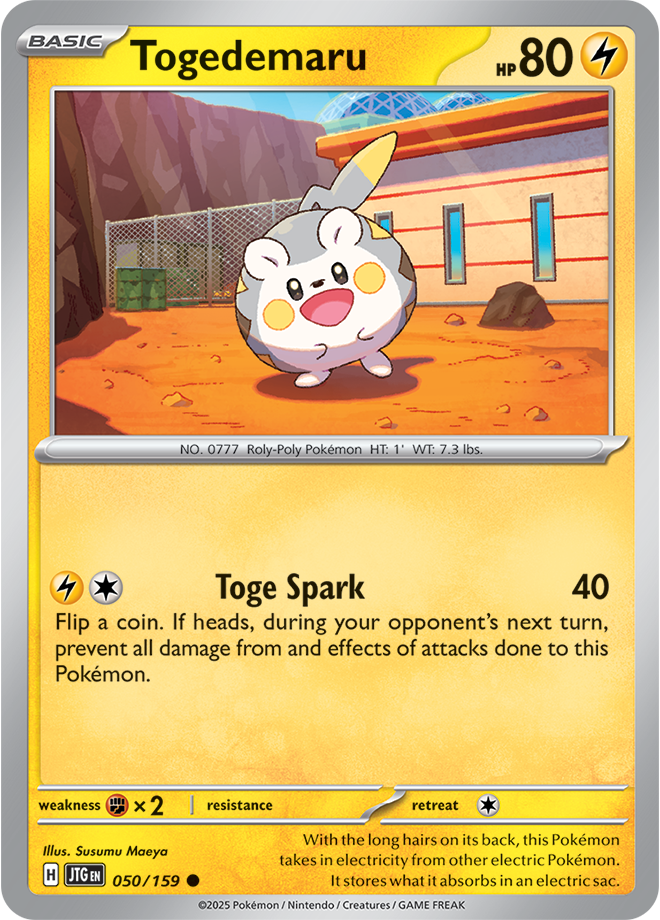 BASIC
Togedemaru
HP 80
NO. 0777 Roly-Poly Pokémon HT: 1' WT: 7.3 lbs.
Toge Spark 40
Flip a coin. If heads, during your opponent's next turn,
prevent all damage from and effects of attacks done to this
Pokémon.
weakness ×2 resistance retreat
Illus. Susumu Maeya
With the long hairs on its back, this Pokémon
takes in electricity from other electric Pokémon.
It stores what it absorbs in an electric sac.
H JTG EN 050/159
©2025 Pokémon / Nintendo / Creatures / GAME FREAK